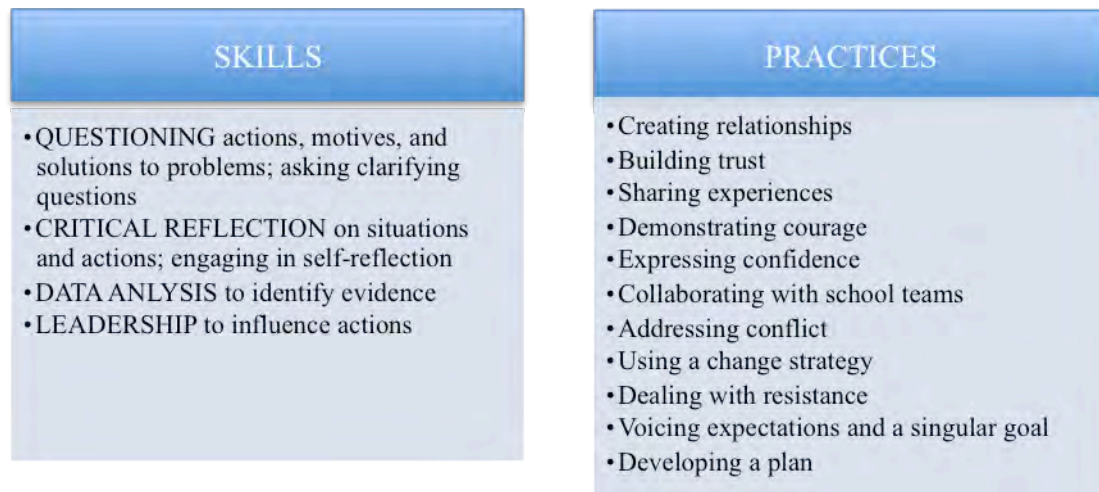 SKILLS
•QUESTIONING actions, motives, and
solutions to problems; asking clarifying
questions
•CRITICAL REFLECTION on situations
and actions; engaging in self-reflection
•DATA ANLYSIS to identify evidence
•LEADERSHIP to influence actions
PRACTICES
•Creating relationships
•Building trust
•Sharing experiences
•Demonstrating courage
•Expressing confidence
•Collaborating with school teams
•Addressing conflict
•Using a change strategy
•Dealing with resistance
•Voicing expectations and a singular goal
•Developing a plan